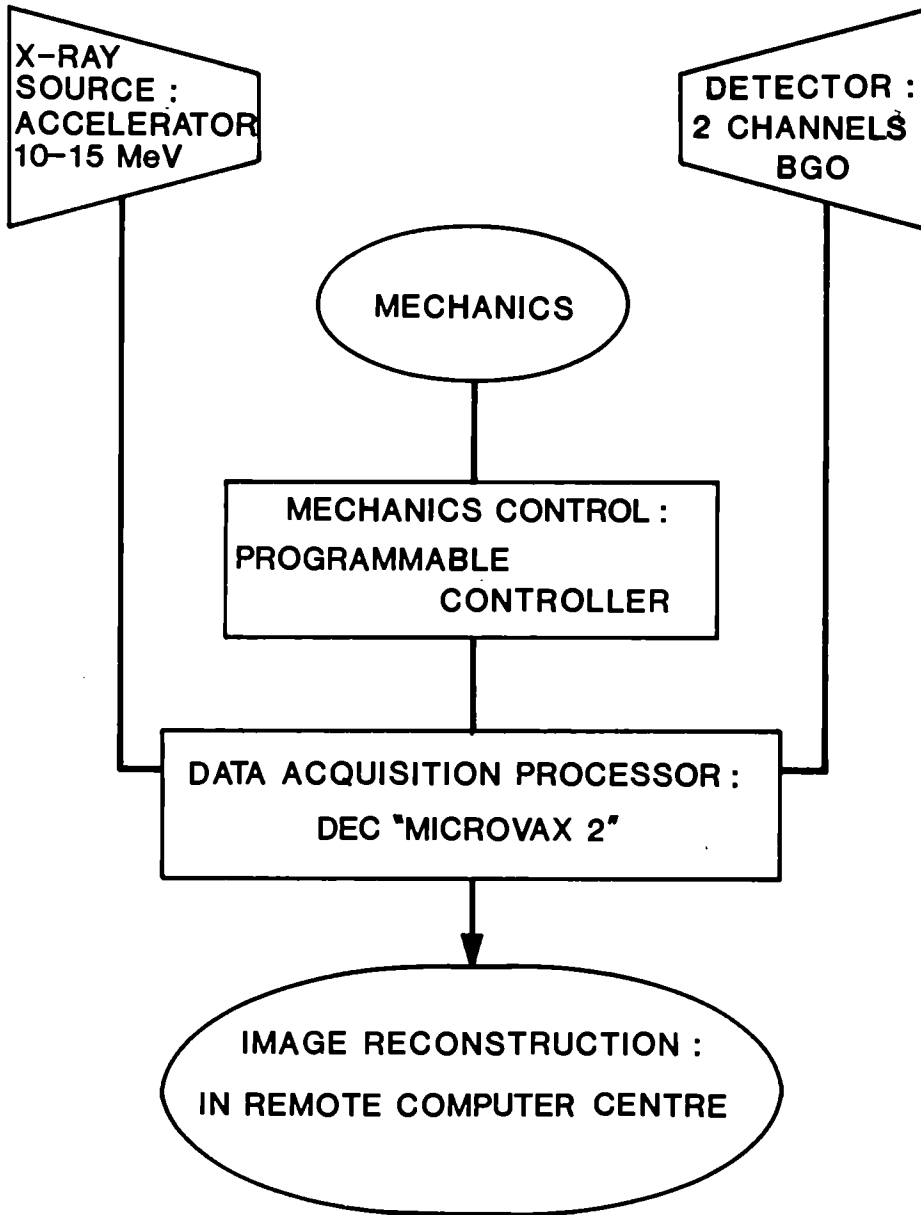 X-RAY
SOURCE :
ACCELERATOR
10-15 MeV
DETECTOR :
2 CHANNELS
BGO
MECHANICS
MECHANICS CONTROL :
PROGRAMMABLE
CONTROLLER
DATA ACQUISITION PROCESSOR :
DEC "MICROVAX 2"
IMAGE RECONSTRUCTION :
IN REMOTE COMPUTER CENTRE